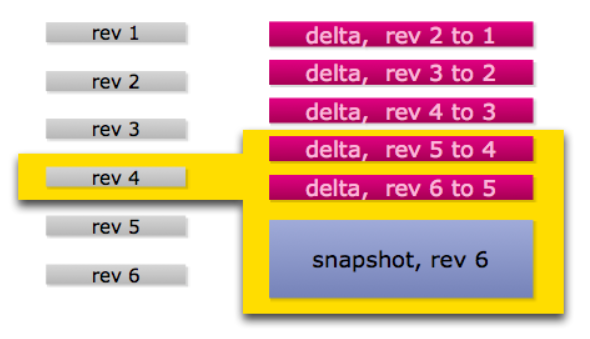 rev 1
rev 2
rev 3
rev 4
rev 5
rev 6
delta, rev 2 to 1
delta, rev 3 to 2
delta, rev 4 to 3
delta, rev 5 to 4
delta, rev 6 to 5
snapshot, rev 6